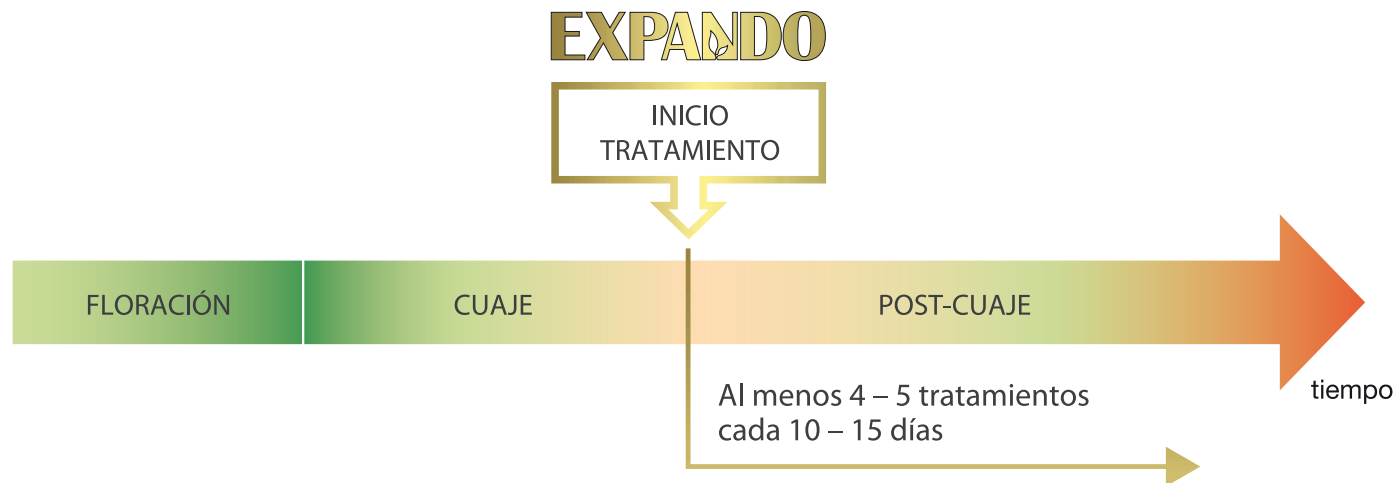 EXPANDO
INICIO
TRATAMIENTO
FLORACIÓN
CUAJE
POST-CUAJE
tiempo
Al menos 4 – 5 tratamientos
cada 10 – 15 días